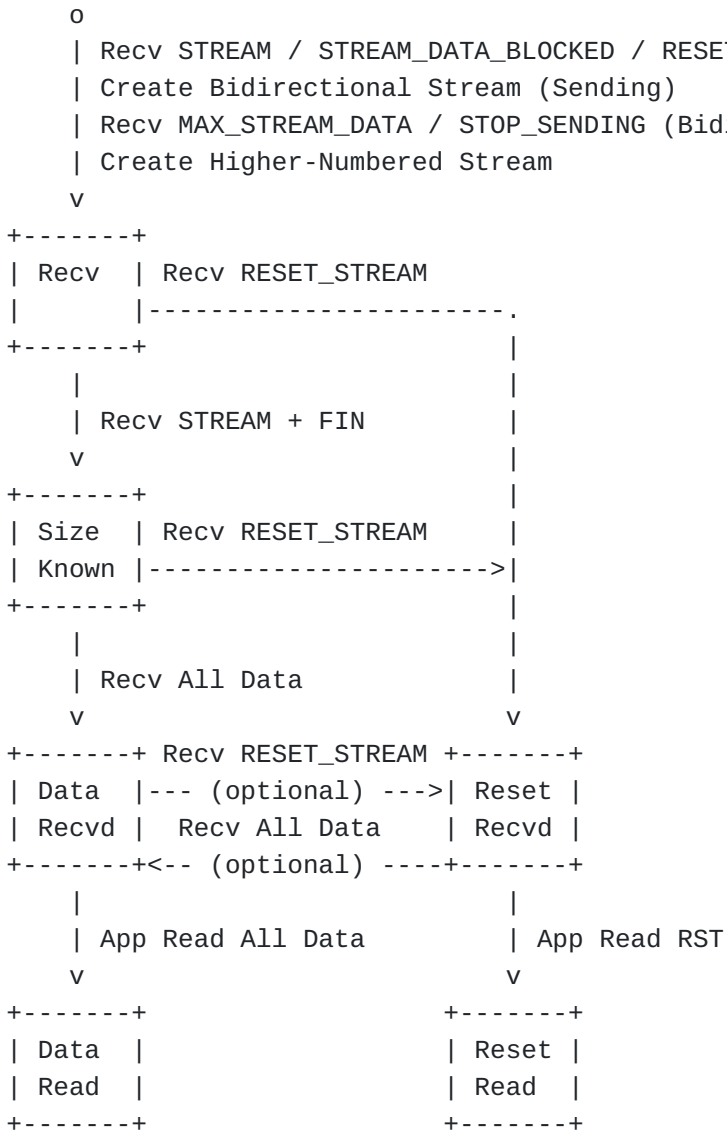 o
| Recv STREAM / STREAM_DATA_BLOCKED / RESET
| Create Bidirectional Stream (Sending)
| Recv MAX_STREAM_DATA / STOP_SENDING (Bidi
| Create Higher-Numbered Stream
v
+-------+
| Recv  | Recv RESET_STREAM
|       |-----------------------.
+-------+                       |
    |                           |
    | Recv STREAM + FIN         |
    v                           |
+-------+                       |
| Size  | Recv RESET_STREAM     |
| Known |---------------------->|
+-------+                       |
    |                           |
    | Recv All Data             |
    v                           v
+-------+ Recv RESET_STREAM +-------+
| Data  |--- (optional) --->| Reset |
| Recvd |  Recv All Data    | Recvd |
+-------+<-- (optional) ----+-------+
    |                           |
    | App Read All Data         | App Read RST
    v                           v
+-------+                   +-------+
| Data  |                   | Reset |
| Read  |                   | Read  |
+-------+                   +-------+